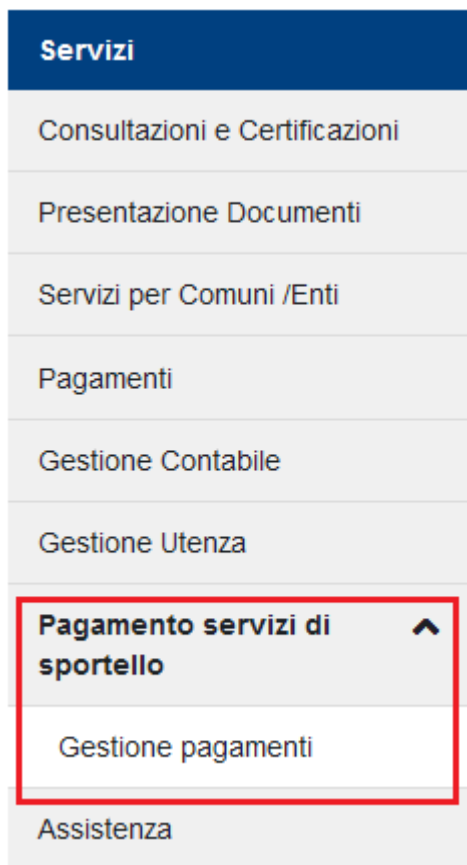 Servizi
Consultazioni e Certificazioni
Presentazione Documenti
Servizi per Comuni /Enti
Pagamenti
Gestione Contabile
Gestione Utenza
Pagamento servizi di
sportello
Gestione pagamenti
Assistenza